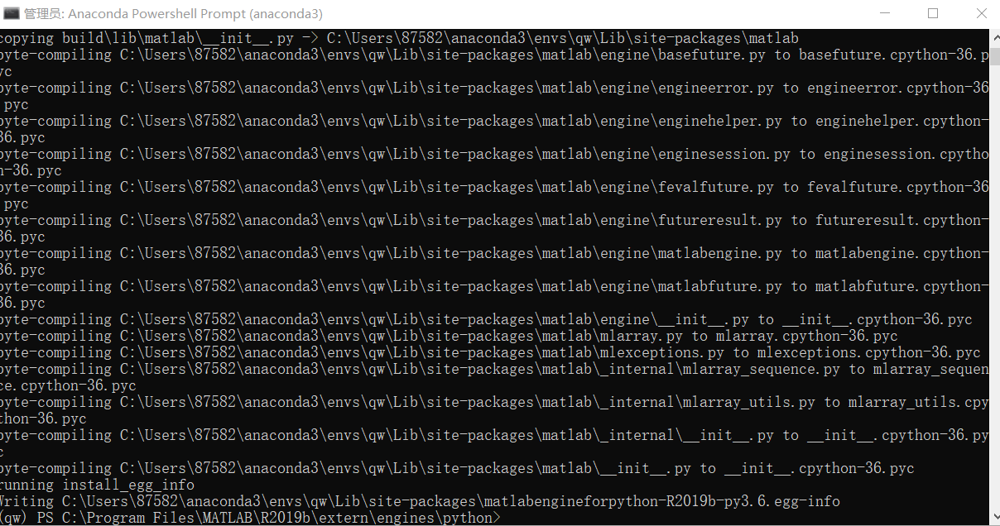 管理员: Anaconda Powershell Prompt (anaconda3)
copying build\lib\matlab\__init__.py -> C:\Users\87582\anaconda3\envs\qw\Lib\site-packages\matlab
byte-compiling C:\Users\87582\anaconda3\envs\qw\Lib\site-packages\matlab\engine\basefuture.py to basefuture.cpython-36.p
yc
byte-compiling C:\Users\87582\anaconda3\envs\qw\Lib\site-packages\matlab\engine\engineerror.py to engineerror.cpython-36
.pyc
byte-compiling C:\Users\87582\anaconda3\envs\qw\Lib\site-packages\matlab\engine\enginehelper.py to enginehelper.cpython-
36.pyc
byte-compiling C:\Users\87582\anaconda3\envs\qw\Lib\site-packages\matlab\engine\enginesession.py to enginesession.cpytho
n-36.pyc
byte-compiling C:\Users\87582\anaconda3\envs\qw\Lib\site-packages\matlab\engine\fevalfuture.py to fevalfuture.cpython-36
.pyc
byte-compiling C:\Users\87582\anaconda3\envs\qw\Lib\site-packages\matlab\engine\futureresult.py to futureresult.cpython-
36.pyc
byte-compiling C:\Users\87582\anaconda3\envs\qw\Lib\site-packages\matlab\engine\matlabengine.py to matlabengine.cpython-
36.pyc
byte-compiling C:\Users\87582\anaconda3\envs\qw\Lib\site-packages\matlab\engine\matlabfuture.py to matlabfuture.cpython-
36.pyc
byte-compiling C:\Users\87582\anaconda3\envs\qw\Lib\site-packages\matlab\engine\__init__.py to __init__.cpython-36.pyc
byte-compiling C:\Users\87582\anaconda3\envs\qw\Lib\site-packages\matlab\mlarray.py to mlarray.cpython-36.pyc
byte-compiling C:\Users\87582\anaconda3\envs\qw\Lib\site-packages\matlab\mlexceptions.py to mlexceptions.cpython-36.pyc
byte-compiling C:\Users\87582\anaconda3\envs\qw\Lib\site-packages\matlab\_internal\mlarray_sequence.py to mlarray_sequen
ce.cpython-36.pyc
byte-compiling C:\Users\87582\anaconda3\envs\qw\Lib\site-packages\matlab\_internal\mlarray_utils.py to mlarray_utils.cpy
thon-36.pyc
byte-compiling C:\Users\87582\anaconda3\envs\qw\Lib\site-packages\matlab\_internal\__init__.py to __init__.cpython-36.py
c
byte-compiling C:\Users\87582\anaconda3\envs\qw\Lib\site-packages\matlab\__init__.py to __init__.cpython-36.pyc
running install_egg_info
Writing C:\Users\87582\anaconda3\envs\qw\Lib\site-packages\matlabengineforpython-R2019b-py3.6.egg-info
(qw) PS C:\Program Files\MATLAB\R2019b\extern\engines\python>